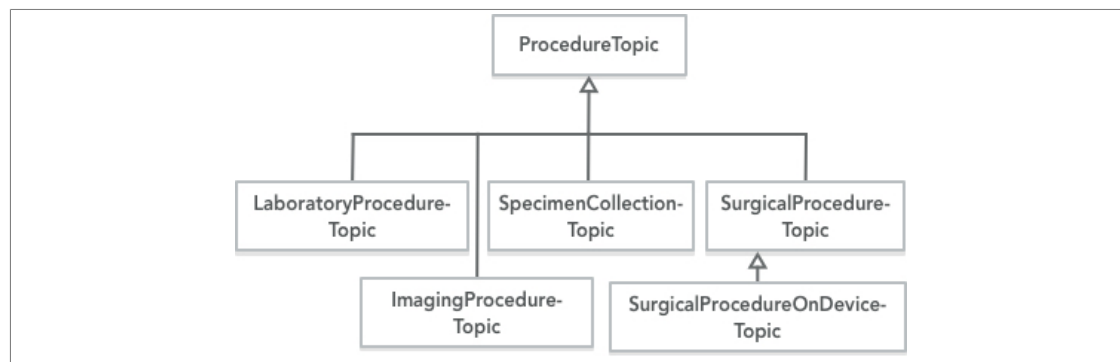 ProcedureTopic
LaboratoryProcedure-
Topic
SpecimenCollection-
Topic
SurgicalProcedure-
Topic
ImagingProcedure-
Topic
SurgicalProcedureOnDevice-
Topic